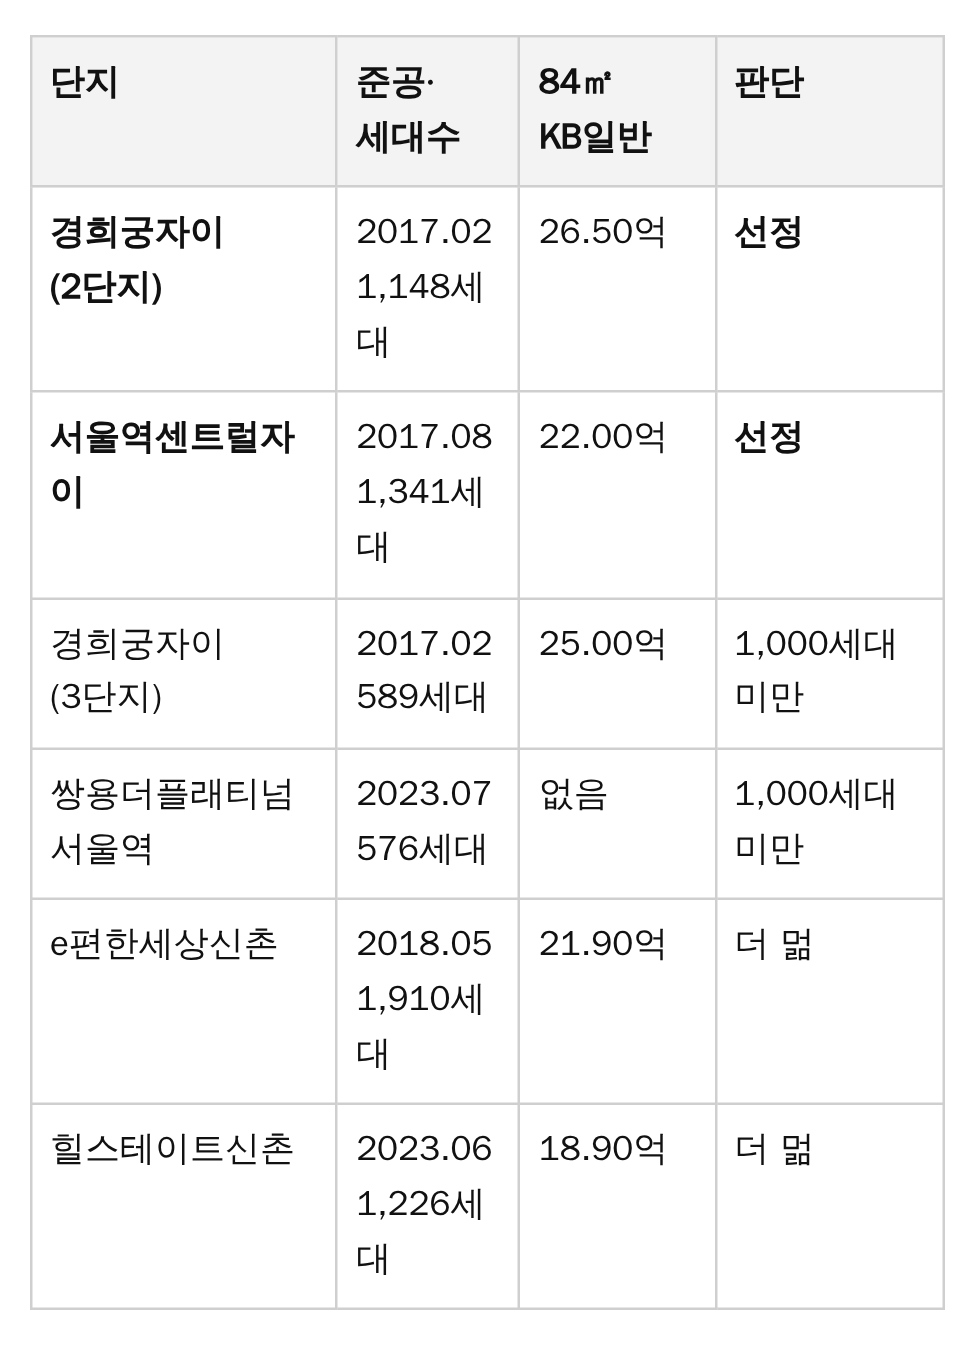 단지
준공·
세대수
84㎡
KB일반
판단
경희궁자이
(2단지)
2017.02
1,148세
대
26.50억
선정
서울역센트럴자
이
2017.08
1,341세
대
22.00억
선정
경희궁자이
(3단지)
2017.02
589세대
25.00억
1,000세대
미만
쌍용더플래티넘
서울역
2023.07
576세대
없음
1,000세대
미만
e편한세상신촌
2018.05
1,910세
대
21.90억
더 멂
힐스테이트신촌
2023.06
1,226세
대
18.90억
더 멂